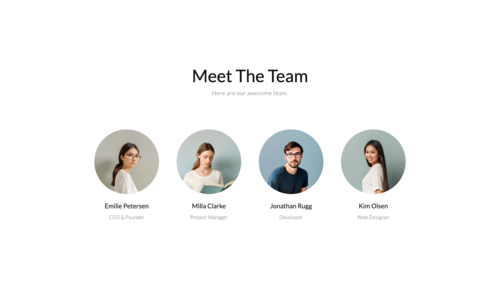 Meet The Team
Here are our awesome team.
Emilie Petersen
Milla Clarke
Jonathan Rugg
Kim Olsen
CEO & Founder
Project Manager
Developer
Web Designer